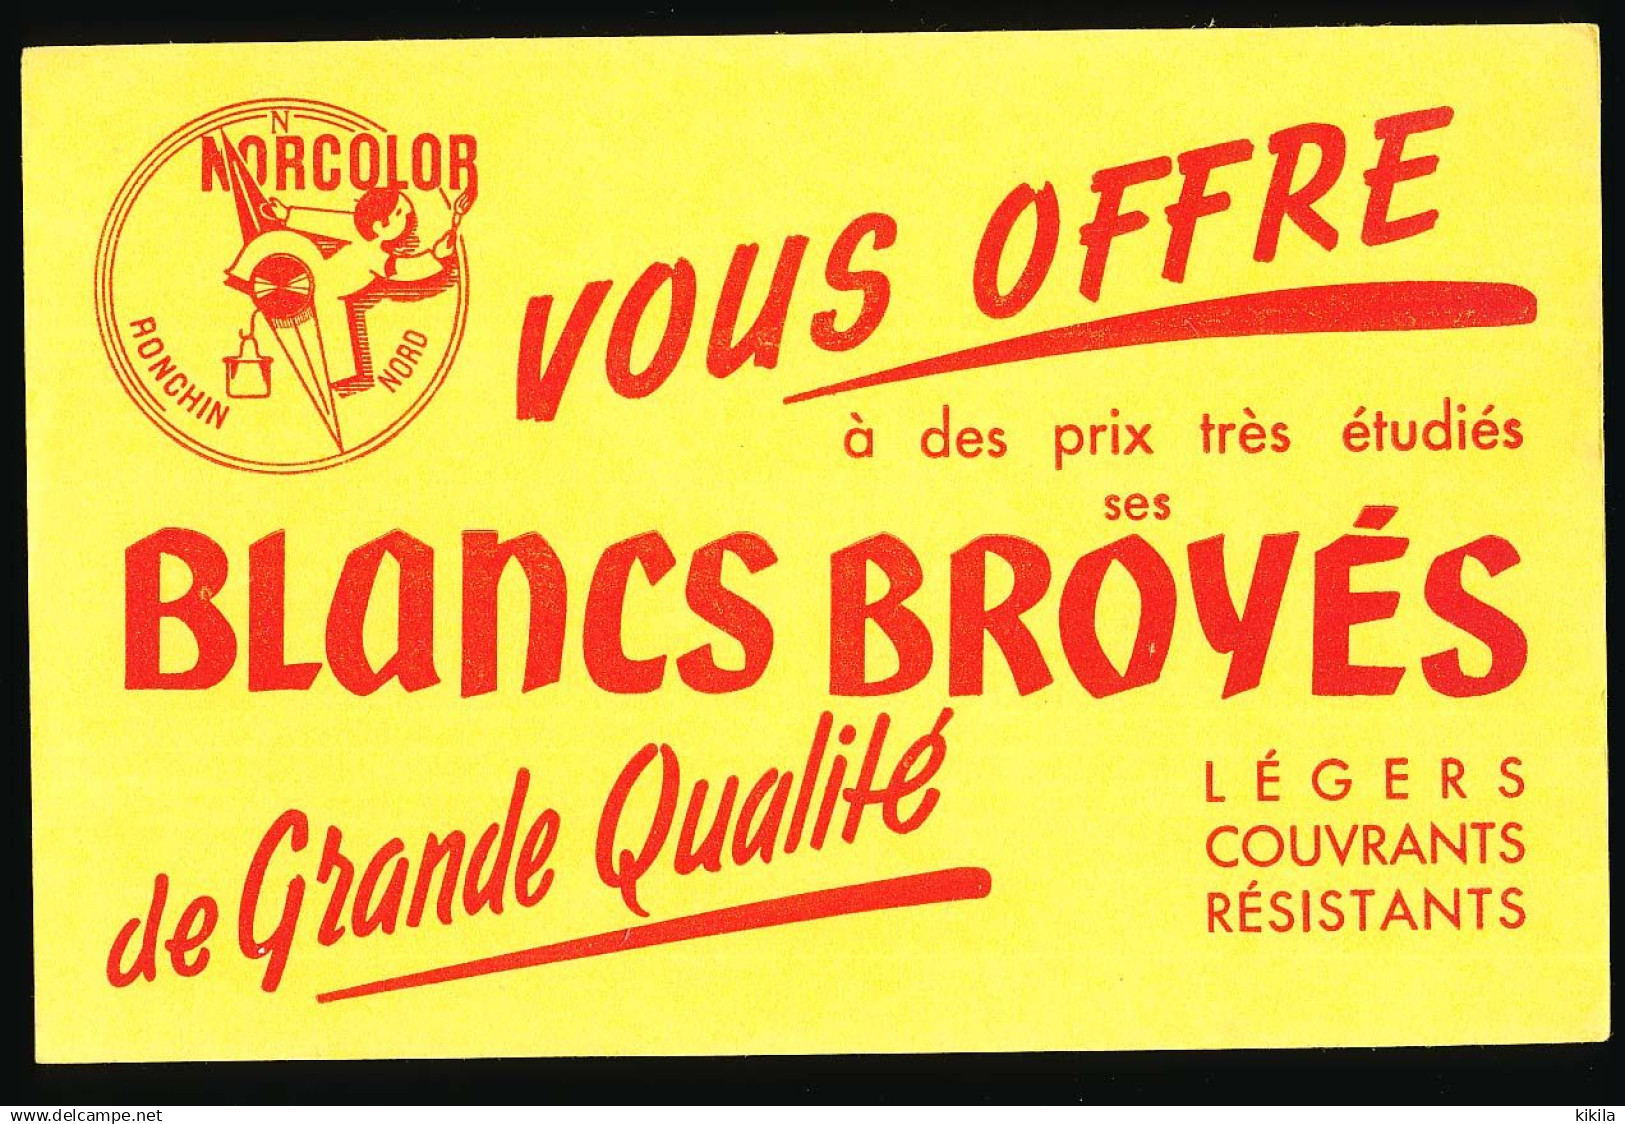 N
NORCOLOR
RONCHIN
NORD
VOUS OFFRE
à des prix très étudiés
ses
BLANCS BROYÉS
de Grande Qualité
LÉGERS
COUVRANTS
RÉSISTANTS
www.delcampe.net
kikila